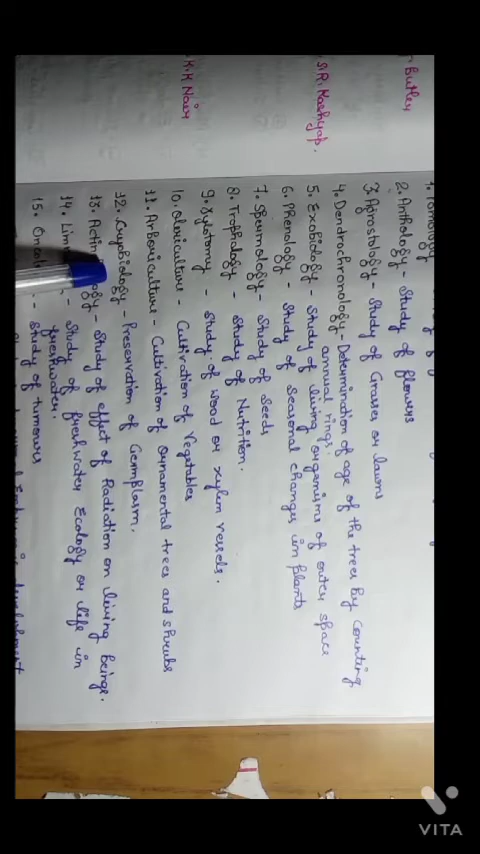 Butler
S.R. Kashyap.
K.K Nair
1. Pomology
2. Anthology - Study of flowers
3. Agrostology - Study of Grasses or lawns
4. Dendrochronology - Determination of age of the trees By counting
annual rings.
5. Exobiology - Study of living organisms of outer space
6. Phenology - Study of Seasonal changes in plants
7. Spermology - Study of Seeds
8. Trophology - Study of Nutrition.
9. Xylotomy - Study of wood or xylem vessels.
10. Olericulture - Cultivation of Vegetables
11. Arboriculture - Cultivation of Ornamental trees and shrubs
12. Cryobiology - Preservation of Germplasm.
13. Actin logy - Study of effect of Radiation on living beings.
14. Lim - Study of freshwater Ecology or life in
freshwater.
15. Oncolo - Study of tumours
VITA